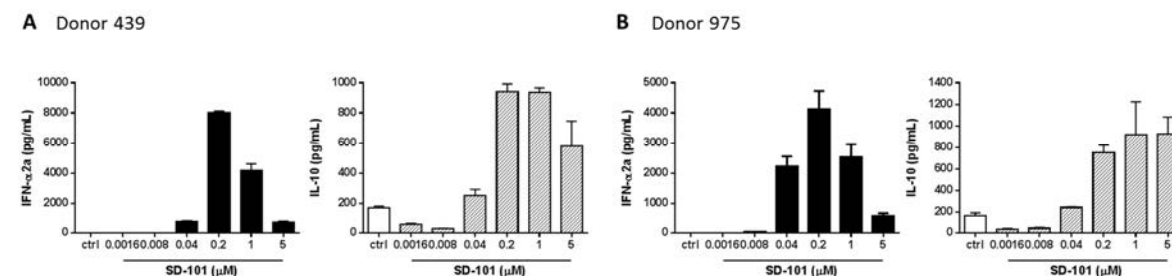 A Donor 439
B Donor 975
IFN-α2a (pg/mL)
10000
8000
6000
4000
2000
0
ctrl 0.0016 0.008 0.04 0.2 1 5
SD-101 (μM)
IL-10 (pg/mL)
1000
800
600
400
200
0
ctrl 0.0016 0.008 0.04 0.2 1 5
SD-101 (μM)
IFN-α2a (pg/mL)
5000
4000
3000
2000
1000
0
ctrl 0.0016 0.008 0.04 0.2 1 5
SD-101 (μM)
IL-10 (pg/mL)
1400
1200
1000
800
600
400
200
0
ctrl 0.0016 0.008 0.04 0.2 1 5
SD-101 (μM)